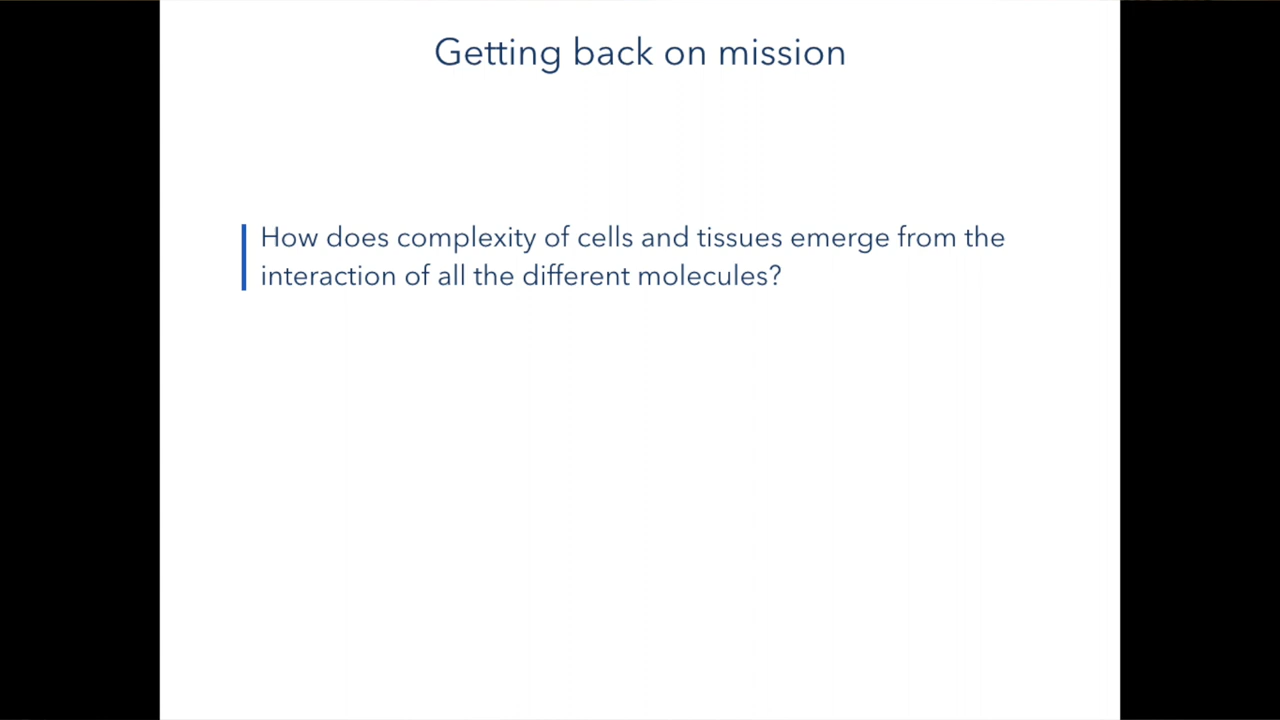 Getting back on mission
How does complexity of cells and tissues emerge from the
interaction of all the different molecules?